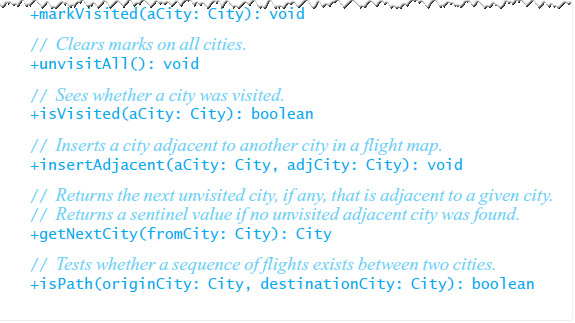 +markVisited(aCity: City): void
// Clears marks on all cities.
+unvisitAll(): void
// Sees whether a city was visited.
+isVisited(aCity: City): boolean
// Inserts a city adjacent to another city in a flight map.
+insertAdjacent(aCity: City, adjCity: City): void
// Returns the next unvisited city, if any, that is adjacent to a given city.
// Returns a sentinel value if no unvisited adjacent city was found.
+getNextCity(fromCity: City): City
// Tests whether a sequence of flights exists between two cities.
+isPath(originCity: City, destinationCity: City): boolean